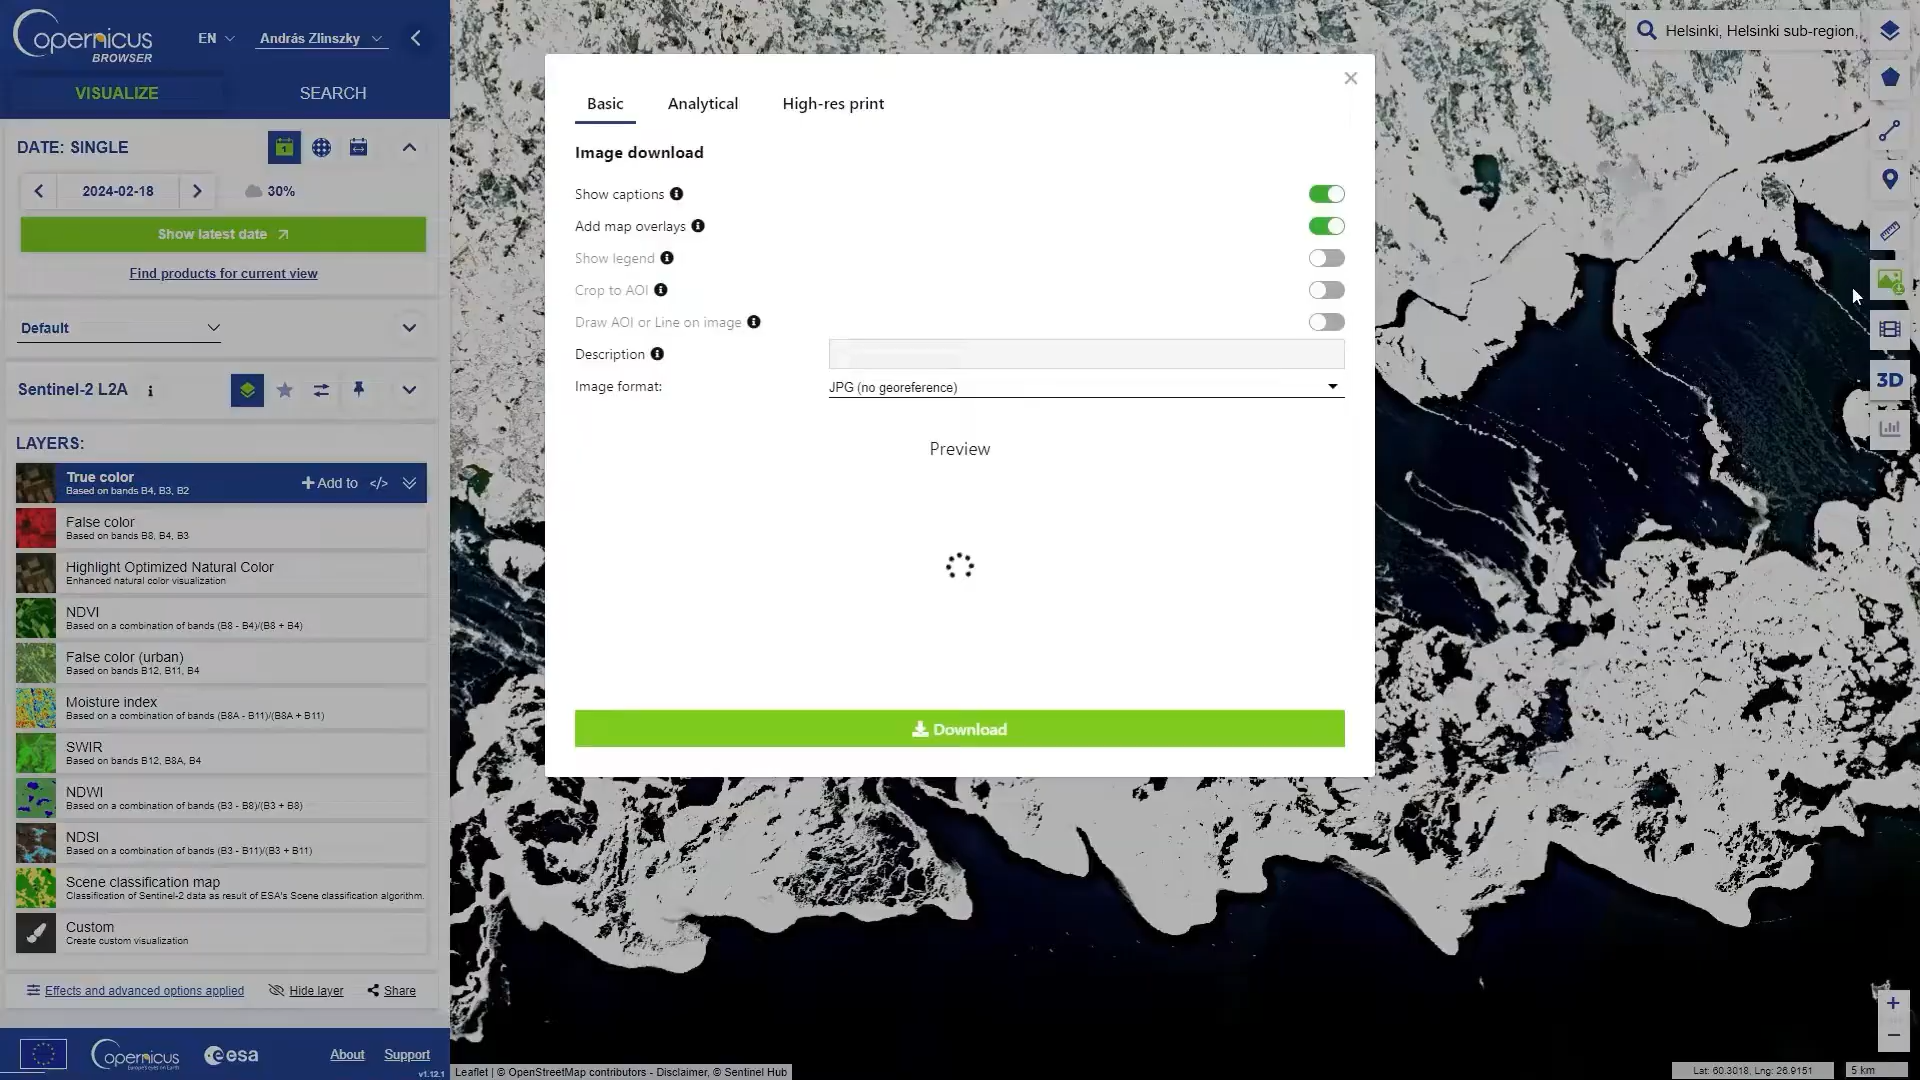 Copernicus
BROWSER
EN
András Zlinszky
VISUALIZE
SEARCH
DATE: SINGLE
1
2024-02-18
30%
Show latest date
Find products for current view
Default
Sentinel-2 L2A
LAYERS:
True color
Based on bands B4, B3, B2
Add to
</>
False color
Based on bands B8, B4, B3
Highlight Optimized Natural Color
Enhanced natural color visualization
NDVI
Based on a combination of bands (B8 - B4)/(B8 + B4)
False color (urban)
Based on bands B12, B11, B4
Moisture index
Based on a combination of bands (B8A - B11)/(B8A + B11)
SWIR
Based on bands B12, B8A, B4
NDWI
Based on a combination of bands (B3 - B8)/(B3 + B8)
NDSI
Based on a combination of bands (B3 - B11)/(B3 + B11)
Scene classification map
Classification of Sentinel-2 data as result of ESA's Scene classification algorithm.
Custom
Create custom visualization
Effects and advanced options applied
Hide layer
Share
Copernicus
Europe's eyes on Earth
esa
About
Support
v1.12.1
Basic
Analytical
High-res print
Image download
Show captions
Add map overlays
Show legend
Crop to AOI
Draw AOI or Line on image
Description
Image format:
JPG (no georeference)
Preview
Download
Helsinki, Helsinki sub-region,
3D
Leaflet | © OpenStreetMap contributors - Disclaimer, © Sentinel Hub
Lat: 60.3018, Lng: 26.9151
5 km